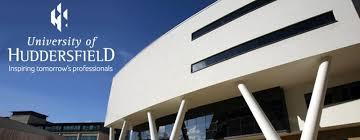 University of
HUDDERSFIELD
Inspiring tomorrow's professionals